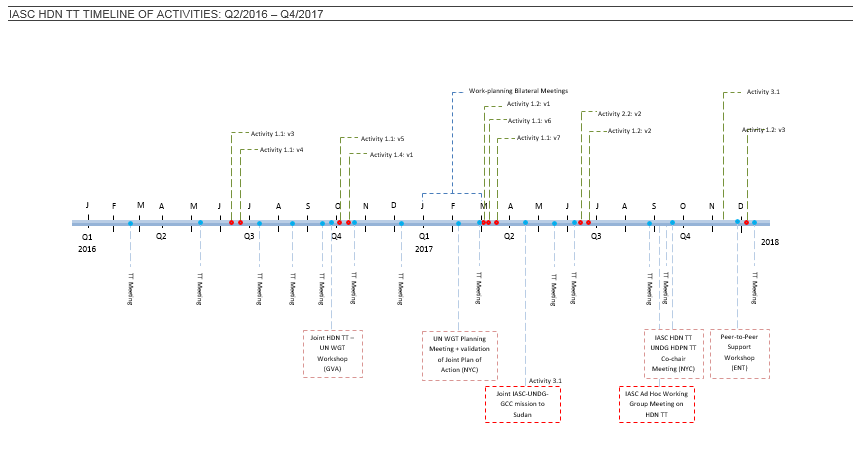 IASC HDN TT TIMELINE OF ACTIVITIES: Q2/2016 – Q4/2017
Work-planning Bilateral Meetings
Activity 3.1
Activity 1.2: v1
Activity 2.2: v2
Activity 1.1: v6
Activity 1.1: v3
Activity 1.2: v2
Activity 1.2: v3
Activity 1.1: v5
Activity 1.1: v7
Activity 1.1: v4
Activity 1.4: v1
J F M A M J J A S O N D J F M A M J J A S O N D
Q1 Q2 Q3 Q4 Q1 Q2 Q3 Q4
2016 2017 2018
TT Meeting
TT Meeting
TT Meeting
TT Meeting
TT Meeting
TT Meeting
TT Meeting
TT Meeting
TT Meeting
TT Meeting
TT Meeting
TT Meeting
TT Meeting
TT Meeting
Joint HDN TT –
UN WGT
Workshop
(GVA)
UN WGT Planning
Meeting + validation
of Joint Plan of
Action (NYC)
IASC HDN TT
UNDG HDPN TT
Co-chair
Meeting (NYC)
Peer-to-Peer
Support
Workshop
(ENT)
Activity 3.1
Joint IASC-UNDG-
GCC mission to
Sudan
IASC Ad Hoc Working
Group Meeting on
HDN TT